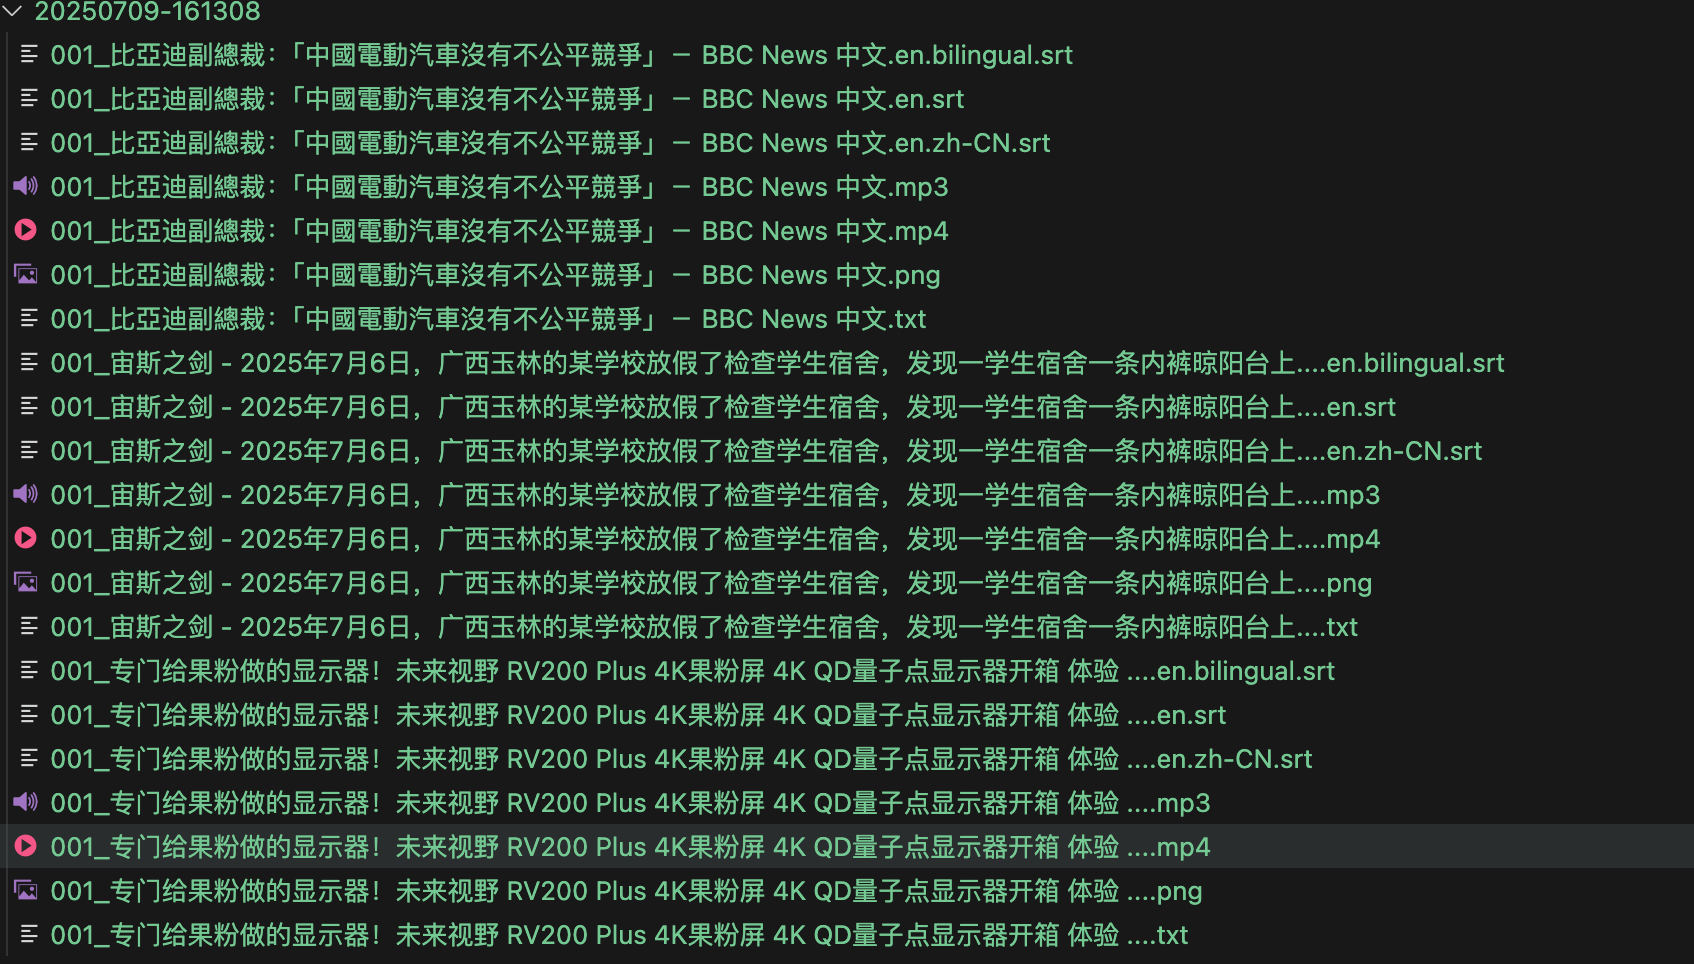 20250709-161308
001_比亞迪副總裁：「中國電動汽車沒有不公平競爭」－ BBC News 中文.en.bilingual.srt
001_比亞迪副總裁：「中國電動汽車沒有不公平競爭」－ BBC News 中文.en.srt
001_比亞迪副總裁：「中國電動汽車沒有不公平競爭」－ BBC News 中文.en.zh-CN.srt
001_比亞迪副總裁：「中國電動汽車沒有不公平競爭」－ BBC News 中文.mp3
001_比亞迪副總裁：「中國電動汽車沒有不公平競爭」－ BBC News 中文.mp4
001_比亞迪副總裁：「中國電動汽車沒有不公平競爭」－ BBC News 中文.png
001_比亞迪副總裁：「中國電動汽車沒有不公平競爭」－ BBC News 中文.txt
001_宙斯之剑 - 2025年7月6日，广西玉林的某学校放假了检查学生宿舍，发现一学生宿舍一条内裤晾阳台上....en.bilingual.srt
001_宙斯之剑 - 2025年7月6日，广西玉林的某学校放假了检查学生宿舍，发现一学生宿舍一条内裤晾阳台上....en.srt
001_宙斯之剑 - 2025年7月6日，广西玉林的某学校放假了检查学生宿舍，发现一学生宿舍一条内裤晾阳台上....en.zh-CN.srt
001_宙斯之剑 - 2025年7月6日，广西玉林的某学校放假了检查学生宿舍，发现一学生宿舍一条内裤晾阳台上....mp3
001_宙斯之剑 - 2025年7月6日，广西玉林的某学校放假了检查学生宿舍，发现一学生宿舍一条内裤晾阳台上....mp4
001_宙斯之剑 - 2025年7月6日，广西玉林的某学校放假了检查学生宿舍，发现一学生宿舍一条内裤晾阳台上....png
001_宙斯之剑 - 2025年7月6日，广西玉林的某学校放假了检查学生宿舍，发现一学生宿舍一条内裤晾阳台上....txt
001_专门给果粉做的显示器！未来视野 RV200 Plus 4K果粉屏 4K QD量子点显示器开箱 体验 ....en.bilingual.srt
001_专门给果粉做的显示器！未来视野 RV200 Plus 4K果粉屏 4K QD量子点显示器开箱 体验 ....en.srt
001_专门给果粉做的显示器！未来视野 RV200 Plus 4K果粉屏 4K QD量子点显示器开箱 体验 ....en.zh-CN.srt
001_专门给果粉做的显示器！未来视野 RV200 Plus 4K果粉屏 4K QD量子点显示器开箱 体验 ....mp3
001_专门给果粉做的显示器！未来视野 RV200 Plus 4K果粉屏 4K QD量子点显示器开箱 体验 ....mp4
001_专门给果粉做的显示器！未来视野 RV200 Plus 4K果粉屏 4K QD量子点显示器开箱 体验 ....png
001_专门给果粉做的显示器！未来视野 RV200 Plus 4K果粉屏 4K QD量子点显示器开箱 体验 ....txt